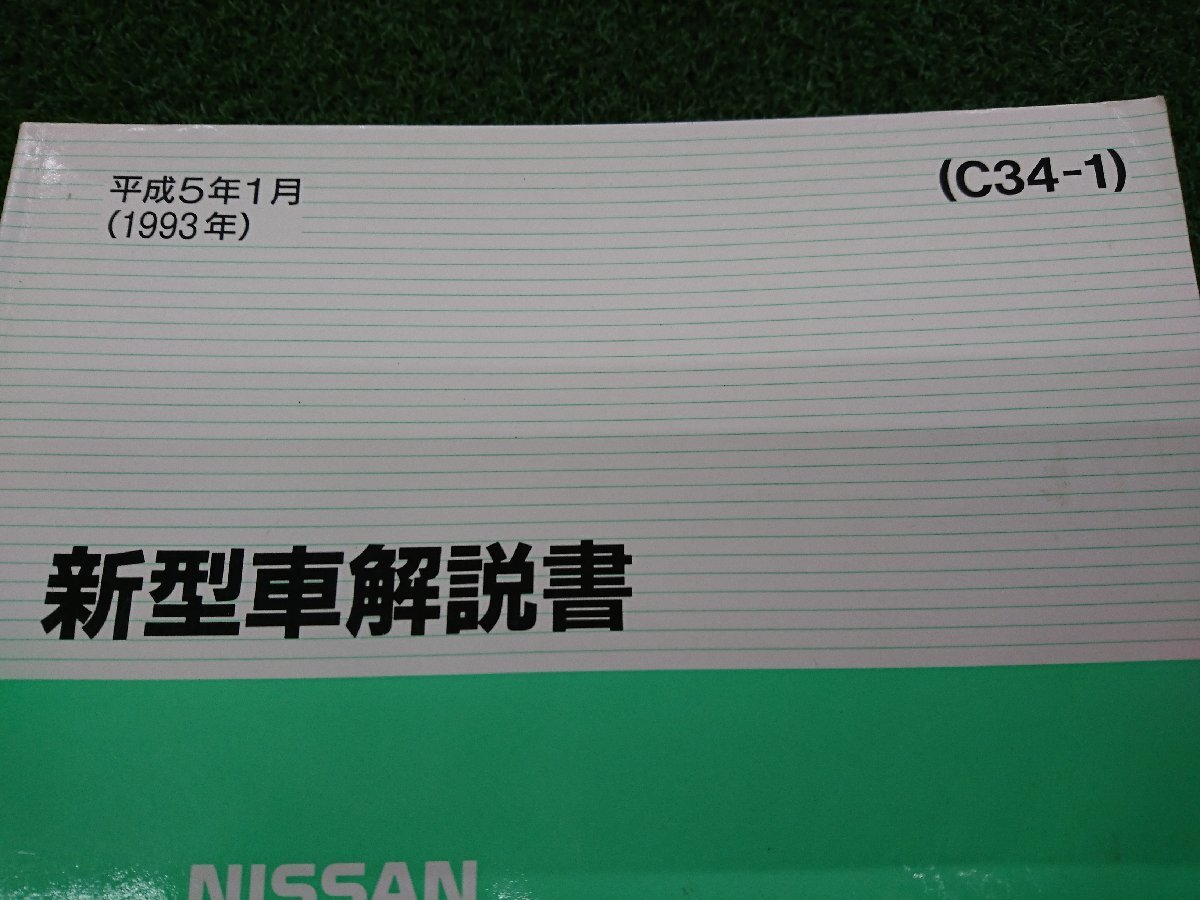 平成5年1月
(1993年)
(C34-1)
新型車解説書
NISSAN